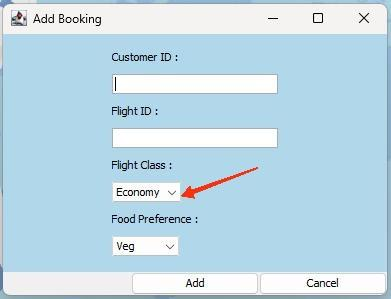 Add Booking
Customer ID :
Flight ID :
Flight Class :
Economy
Food Preference :
Veg
Add Cancel